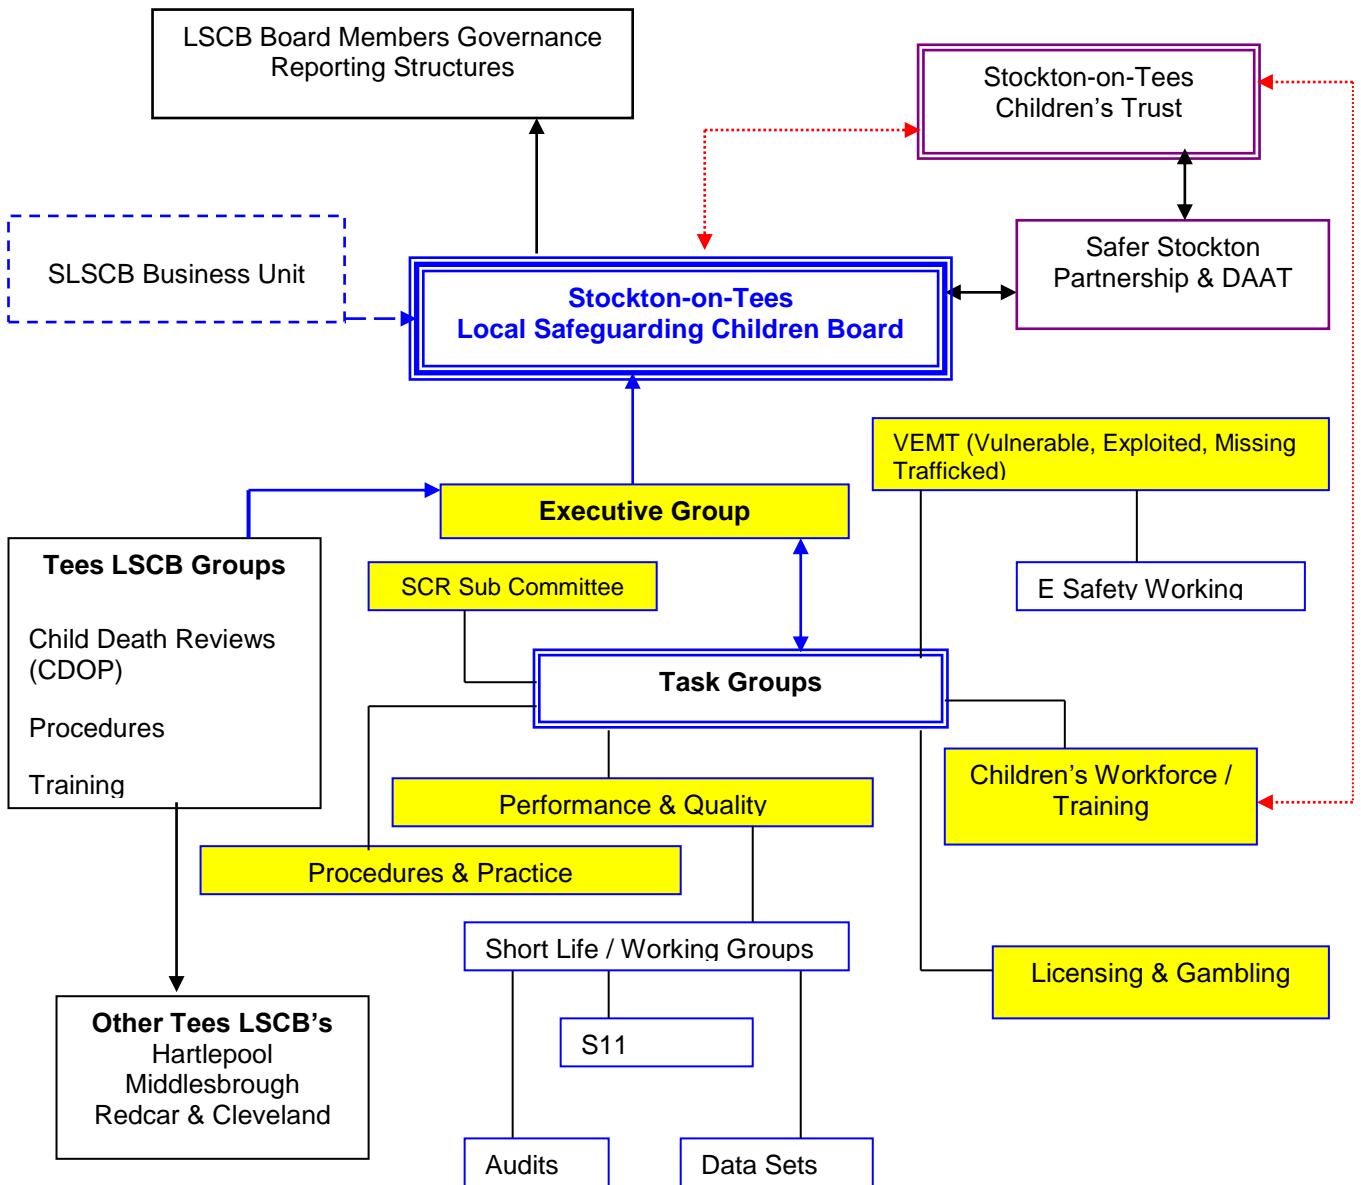 LSCB Board Members Governance
Reporting Structures
Stockton-on-Tees
Children’s Trust
SLSCB Business Unit
Safer Stockton
Partnership & DAAT
Stockton-on-Tees
Local Safeguarding Children Board
VEMT (Vulnerable, Exploited, Missing
Trafficked)
Executive Group
Tees LSCB Groups
Child Death Reviews
(CDOP)
Procedures
Training
SCR Sub Committee
E Safety Working
Task Groups
Children’s Workforce /
Training
Performance & Quality
Procedures & Practice
Short Life / Working Groups
Licensing & Gambling
Other Tees LSCB’s
Hartlepool
Middlesbrough
Redcar & Cleveland
S11
Audits
Data Sets